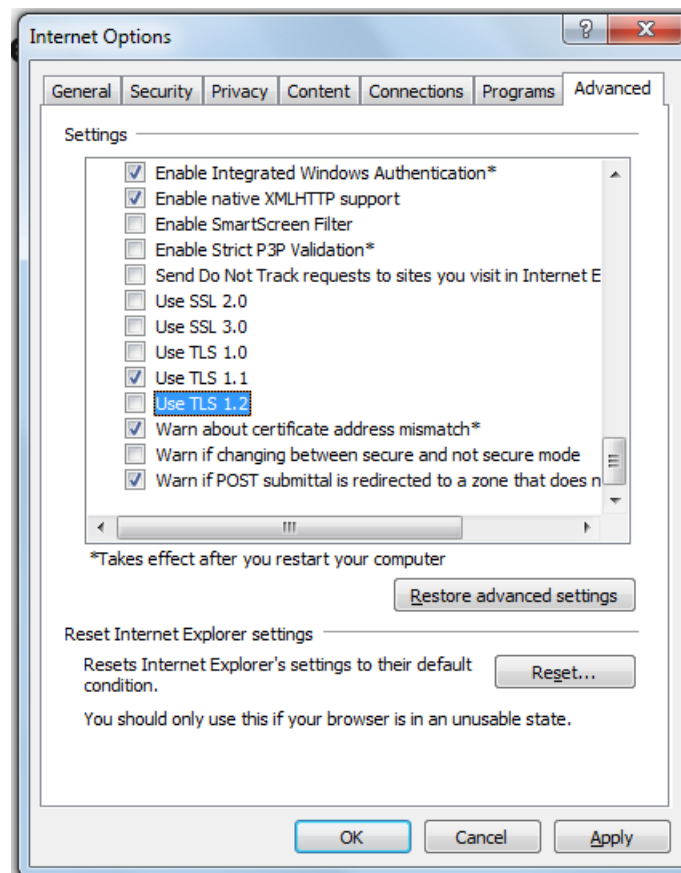 Internet Options
General Security Privacy Content Connections Programs Advanced
Settings
Enable Integrated Windows Authentication*
Enable native XMLHTTP support
Enable SmartScreen Filter
Enable Strict P3P Validation*
Send Do Not Track requests to sites you visit in Internet E
Use SSL 2.0
Use SSL 3.0
Use TLS 1.0
Use TLS 1.1
Use TLS 1.2
Warn about certificate address mismatch*
Warn if changing between secure and not secure mode
Warn if POST submittal is redirected to a zone that does n
*Takes effect after you restart your computer
Restore advanced settings
Reset Internet Explorer settings
Resets Internet Explorer's settings to their default
condition.
Reset...
You should only use this if your browser is in an unusable state.
OK Cancel Apply